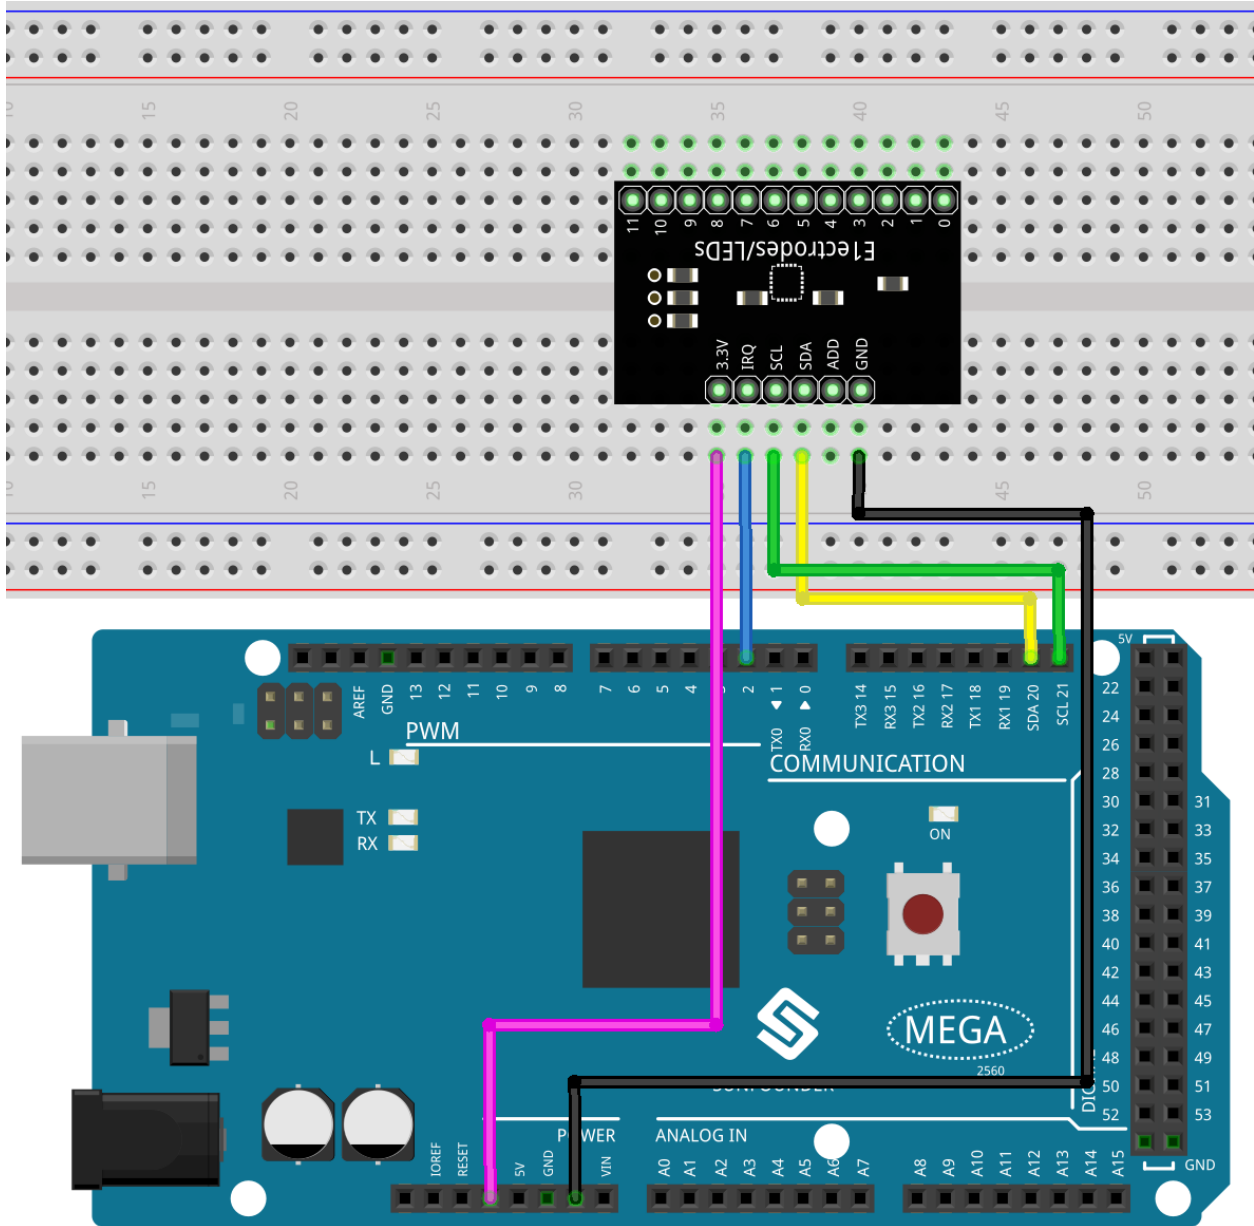 15 20 25 30 35 40 45 50
11 10 9 8 7 6 5 4 3 2 1 0
E1ectrodes/LEDs
3.3V IRQ SCL SDA ADD GND
15 20 25 30 45 50
5V
AREF GND 13 12 11 10 9 8 7 6 5 4 2 1 0 TX3 14 RX3 15 TX2 16 RX2 17 TX1 18 RX1 19 SDA 20 SCL 21
TX0 RX0
PWM
COMMUNICATION
L
TX
RX
ON
22
24
26
28
30 31
32 33
34 35
36 37
38 39
40 41
42 43
44 45
46 47
48 49
50 51
52 53
GND
MEGA
2560
SUNFOUNDER
POWER
ANALOG IN
IOREF RESET 5V GND VIN A0 A1 A2 A3 A4 A5 A6 A7 A8 A9 A10 A11 A12 A13 A14 A15